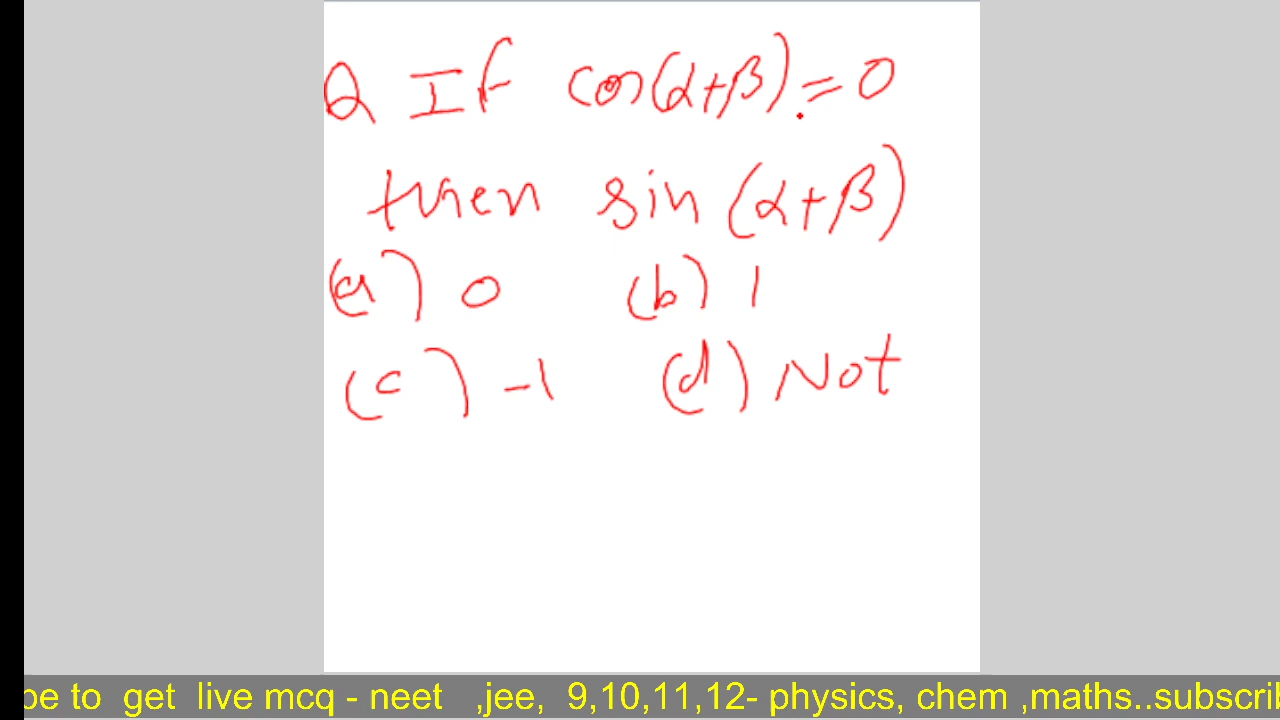 Q If cos(α+β)=0
then sin(α+β)
(a) 0 (b) 1
(c) -1 (d) Not
be to get live mcq - neet ,jee, 9,10,11,12- physics, chem ,maths..subscri